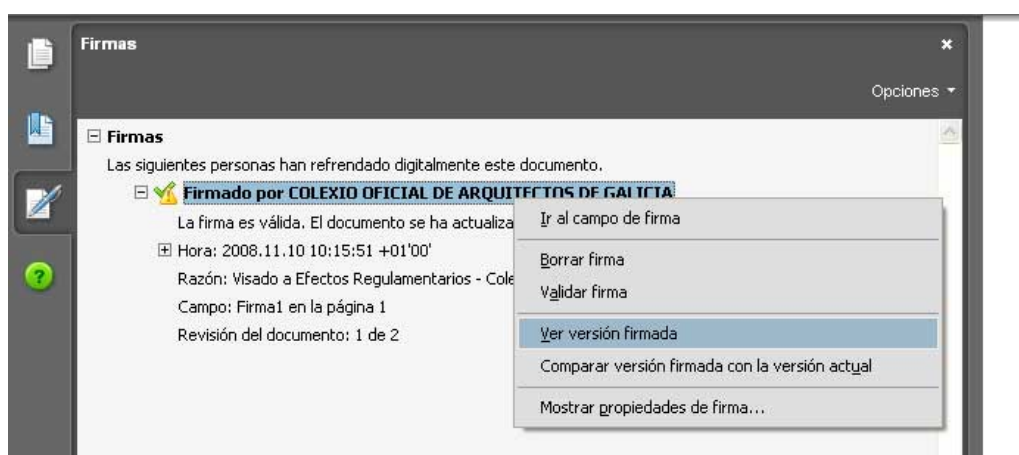 Firmas
Opciones
Firmas
Las siguientes personas han refrendado digitalmente este documento.
Firmado por COLEXIO OFICIAL DE ARQUITECTOS DE GALICIA
La firma es válida. El documento se ha actualiza
Hora: 2008.11.10 10:15:51 +01'00'
Razón: Visado a Efectos Regulamentarios - Cole
Campo: Firma1 en la página 1
Revisión del documento: 1 de 2
Ir al campo de firma
Borrar firma
Validar firma
Ver versión firmada
Comparar versión firmada con la versión actual
Mostrar propiedades de firma...